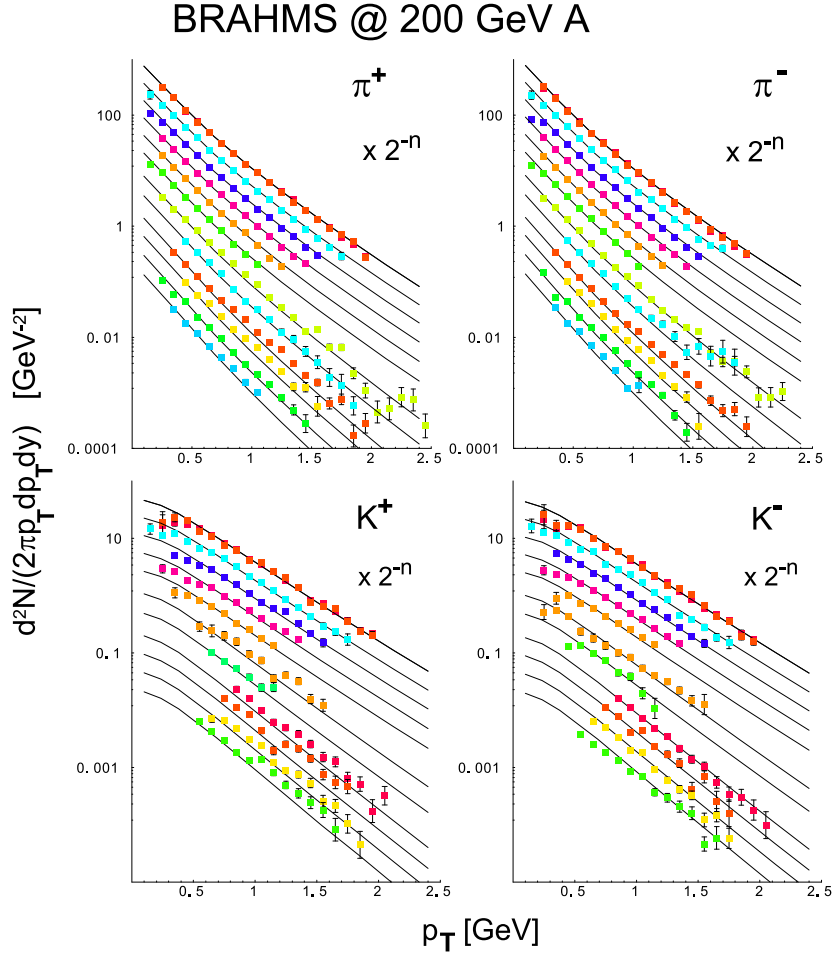 BRAHMS @ 200 GeV A
π+ π-
x 2-n x 2-n
100 100
1 1
0.01 0.01
0.0001 0.0001
0.5 1 1.5 2 2.5 0.5 1 1.5 2 2.5
K+ K-
x 2-n x 2-n
10 10
0.1 0.1
0.001 0.001
0.5 1 1.5 2 2.5 0.5 1 1.5 2 2.5
d2N/(2πpTdpTdy) [GeV-2]
pT [GeV]